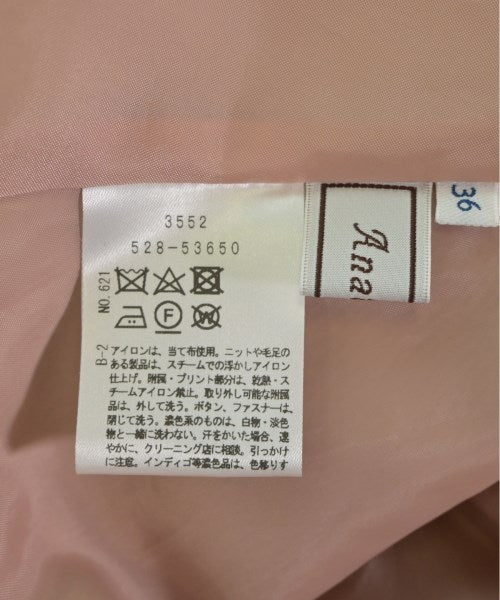 3552
528-53650
NO.621
B-2
アイロンは、当て布使用。ニットや毛足の
ある製品は、スチームでの浮かしアイロン
仕上げ。附属・プリント部分は、乾熱・ス
チームアイロン禁止。取り外し可能な附属
品は、外して洗う。ボタン、ファスナーは、
閉じて洗う。濃色系のものは、白物・淡色
物と一緒に洗わない。汗をかいた場合、速
やかに、クリーニング店に相談。引っかけ
に注意。インディゴ等濃色品は、色移りす
Ana
36